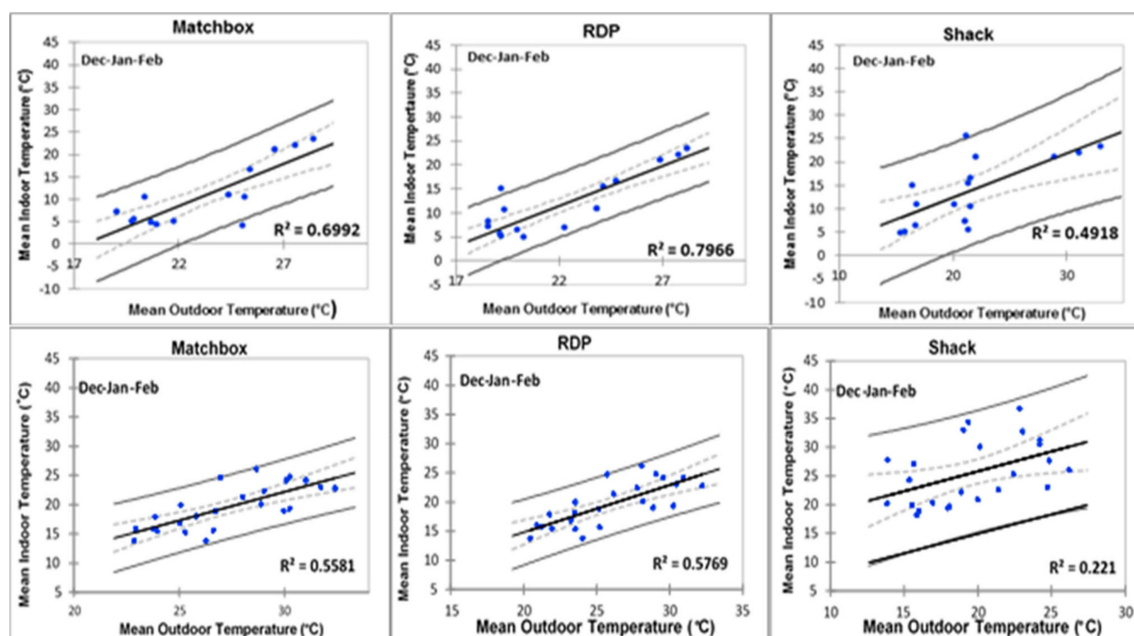 Matchbox
45
40
35
30
25
20
15
10
5
0
-5
-10
Dec-Jan-Feb
R² = 0.6992
17
22
27
Mean Indoor Temperature (°C)
Mean Outdoor Temperature (°C)
RDP
45
40
35
30
25
20
15
10
5
0
-5
Dec-Jan-Feb
R² = 0.7966
17
22
27
Mean Indoor Tempertaure (°C)
Mean Outdoor Temperature (°C)
Shack
45
40
35
30
25
20
15
10
5
0
-5
-10
Dec-Jan-Feb
R² = 0.4918
10
20
30
Mean Indoor Temperature (°C)
Mean Outdoor Temperature (°C)
Matchbox
45
40
35
30
25
20
15
10
5
Dec-Jan-Feb
R² = 0.5581
20
25
30
Mean Indoor Temperature (°C)
Mean Outdoor Temperature (°C)
RDP
45
40
35
30
25
20
15
10
5
Dec-Jan-Feb
R² = 0.5769
15
20
25
30
35
Mean Indoor Temperature (°C)
Mean Outdoor Temperature (°C)
Shack
45
40
35
30
25
20
15
10
5
Dec-Jan-Feb
R² = 0.221
10
15
20
25
30
Mean Indoor Temperature (°C)
Mean Outdoor Temperature (°C)